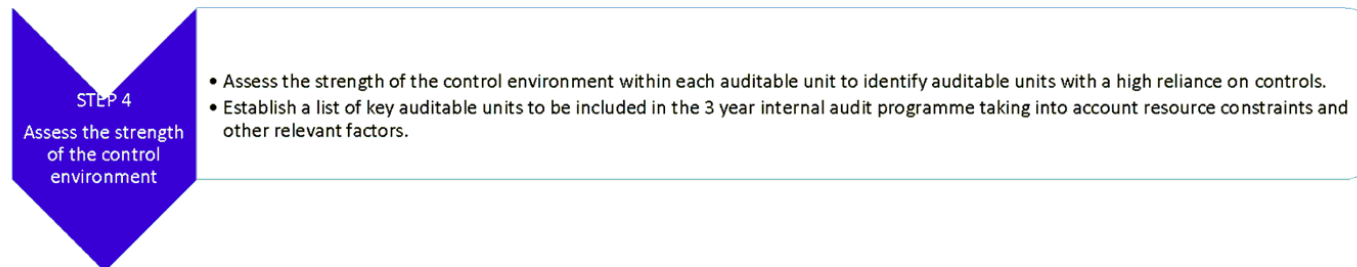 STEP 4
Assess the strength
of the control
environment
• Assess the strength of the control environment within each auditable unit to identify auditable units with a high reliance on controls.
• Establish a list of key auditable units to be included in the 3 year internal audit programme taking into account resource constraints and
other relevant factors.